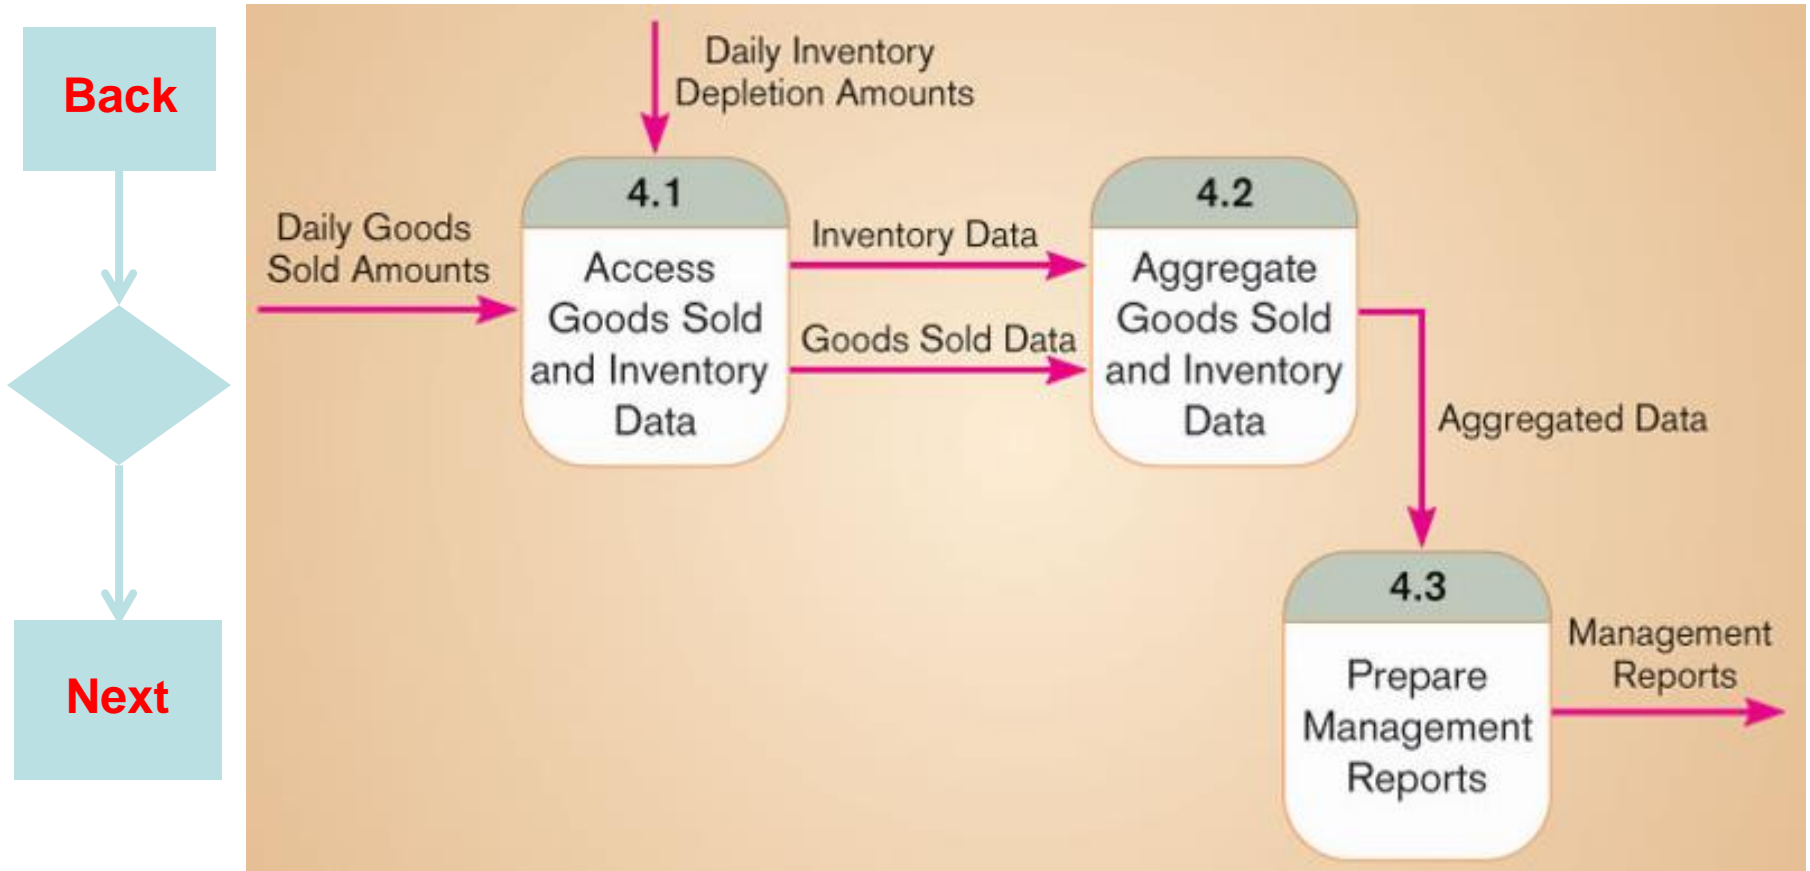 Back
Next
Daily Inventory
Depletion Amounts
Daily Goods
Sold Amounts
4.1
Access
Goods Sold
and Inventory
Data
Inventory Data
Goods Sold Data
4.2
Aggregate
Goods Sold
and Inventory
Data
Aggregated Data
4.3
Prepare
Management
Reports
Management
Reports